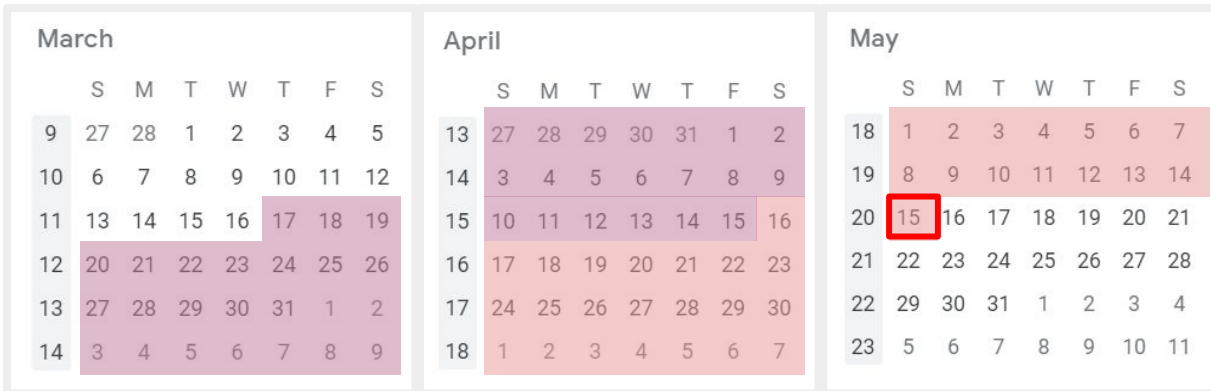 March
S M T W T F S
9 27 28 1 2 3 4 5
10 6 7 8 9 10 11 12
11 13 14 15 16 17 18 19
12 20 21 22 23 24 25 26
13 27 28 29 30 31 1 2
14 3 4 5 6 7 8 9
April
S M T W T F S
13 27 28 29 30 31 1 2
14 3 4 5 6 7 8 9
15 10 11 12 13 14 15 16
16 17 18 19 20 21 22 23
17 24 25 26 27 28 29 30
18 1 2 3 4 5 6 7
May
S M T W T F S
18 1 2 3 4 5 6 7
19 8 9 10 11 12 13 14
20 15 16 17 18 19 20 21
21 22 23 24 25 26 27 28
22 29 30 31 1 2 3 4
23 5 6 7 8 9 10 11